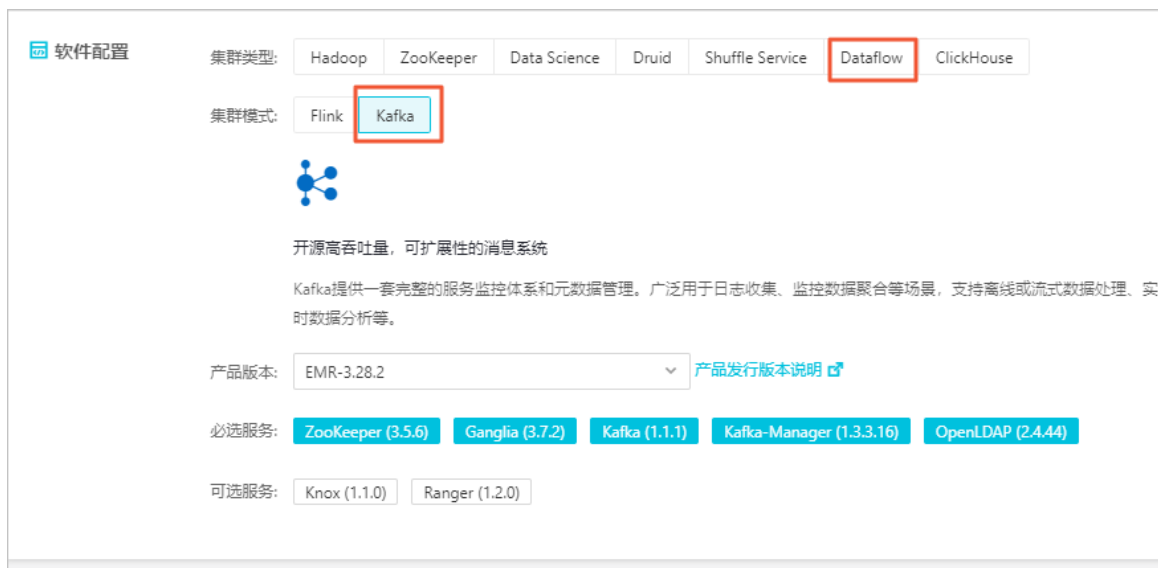 软件配置
集群类型: Hadoop ZooKeeper Data Science Druid Shuffle Service Dataflow ClickHouse
集群模式: Flink Kafka
开源高吞吐量，可扩展性的消息系统
Kafka提供一套完整的服务监控体系和元数据管理。广泛用于日志收集、监控数据聚合等场景，支持离线或流式数据处理、实
时数据分析等。
产品版本: EMR-3.28.2 产品发行版本说明
必选服务: ZooKeeper (3.5.6) Ganglia (3.7.2) Kafka (1.1.1) Kafka-Manager (1.3.3.16) OpenLDAP (2.4.44)
可选服务: Knox (1.1.0) Ranger (1.2.0)